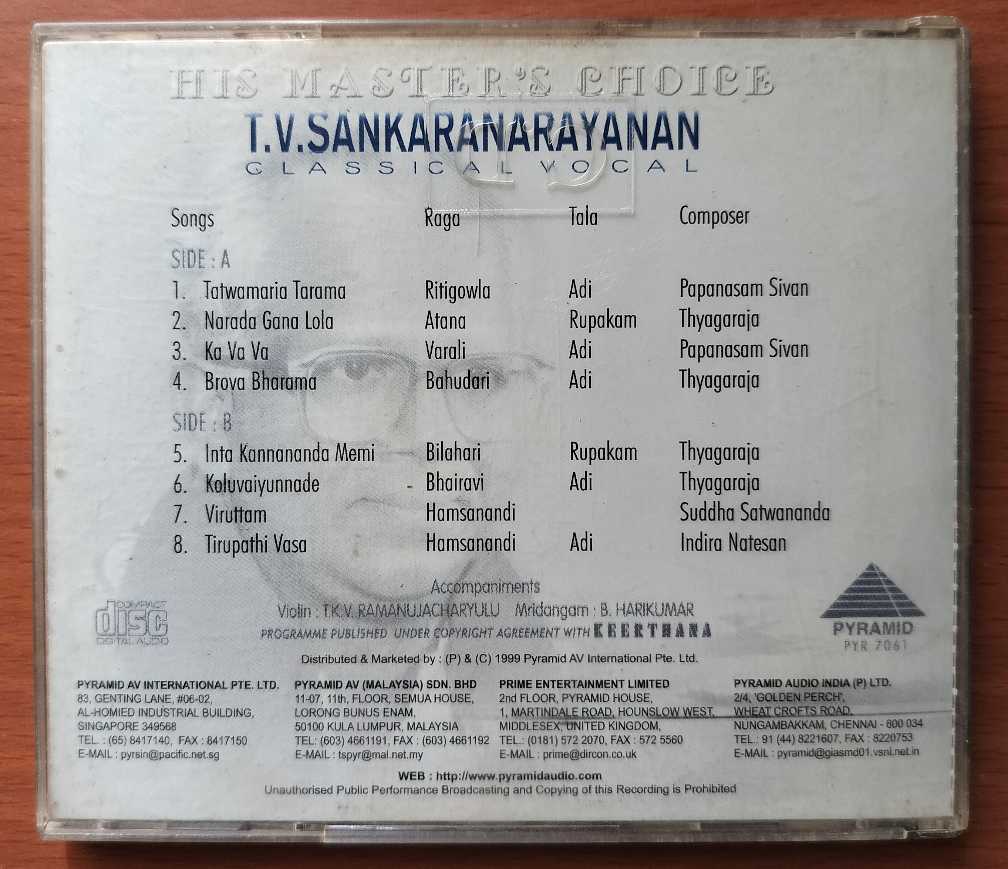 HIS MASTER'S CHOICE
T.V.SANKARANARAYANAN
CLASSICAL VOCAL
Songs Raga Tala Composer
SIDE : A
1. Tatwamaria Tarama Ritigowla Adi Papanasam Sivan
2. Narada Gana Lola Atana Rupakam Thyagaraja
3. Ka Va Va Varali Adi Papanasam Sivan
4. Brova Bharama Bahudari Adi Thyagaraja
SIDE : B
5. Inta Kannananda Memi Bilahari Rupakam Thyagaraja
6. Koluvaiyunnade Bhairavi Adi Thyagaraja
7. Viruttam Hamsanandi Suddha Satwananda
8. Tirupathi Vasa Hamsanandi Adi Indira Natesan
Accompaniments
Violin : T.K.V. RAMANUJACHARYULU Mridangam : B. HARIKUMAR
PROGRAMME PUBLISHED UNDER COPYRIGHT AGREEMENT WITH KEERTHANA
COMPACT
disc
DIGITAL AUDIO
PYRAMID
PYR 7061
Distributed & Marketed by : (P) & (C) 1999 Pyramid AV International Pte. Ltd.
PYRAMID AV INTERNATIONAL PTE. LTD.
83, GENTING LANE, #06-02,
AL-HOMIED INDUSTRIAL BUILDING,
SINGAPORE 349568
TEL. : (65) 8417140, FAX : 8417150
E-MAIL : pyrsin@pacific.net.sg
PYRAMID AV (MALAYSIA) SDN. BHD
11-07, 11th, FLOOR, SEMUA HOUSE,
LORONG BUNUS ENAM,
50100 KULA LUMPUR, MALAYSIA
TEL: (603) 4661191, FAX : (603) 4661192
E-MAIL : tspyr@mal.net.my
PRIME ENTERTAINMENT LIMITED
2nd FLOOR, PYRAMID HOUSE,
1, MARTINDALE ROAD, HOUNSLOW WEST,
MIDDLESEX, UNITED KINGDOM,
TEL.: (0181) 572 2070, FAX : 572 5560
E-MAIL : prime@dircon.co.uk
PYRAMID AUDIO INDIA (P) LTD.
2/4, 'GOLDEN PERCH',
WHEAT CROFTS ROAD,
NUNGAMBAKKAM, CHENNAI - 800 034
TEL : 91 (44) 8221607, FAX : 8220753
E-MAIL : pyramid@giasmd01.vsnl.net.in
WEB : http://www.pyramidaudio.com
Unauthorised Public Performance Broadcasting and Copying of this Recording is Prohibited